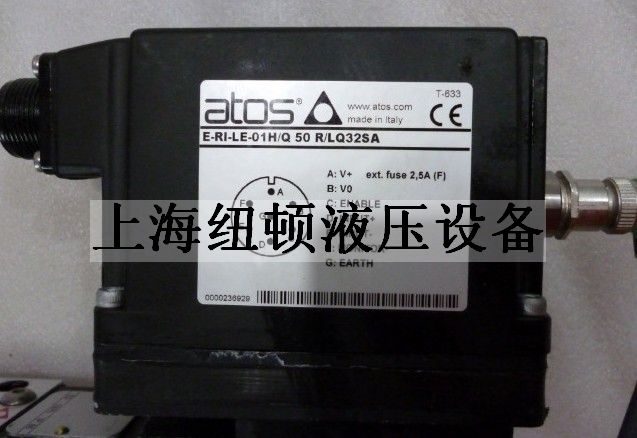 atos®
www.atos.com
made in Italy
T-633
CE
E-RI-LE-01H/Q 50 R/LQ32SA
A: V+ ext. fuse 2,5A (F)
B: V0
C: ENABLE
A
F
D
G: EARTH
上海纽顿液压设备
0000236929